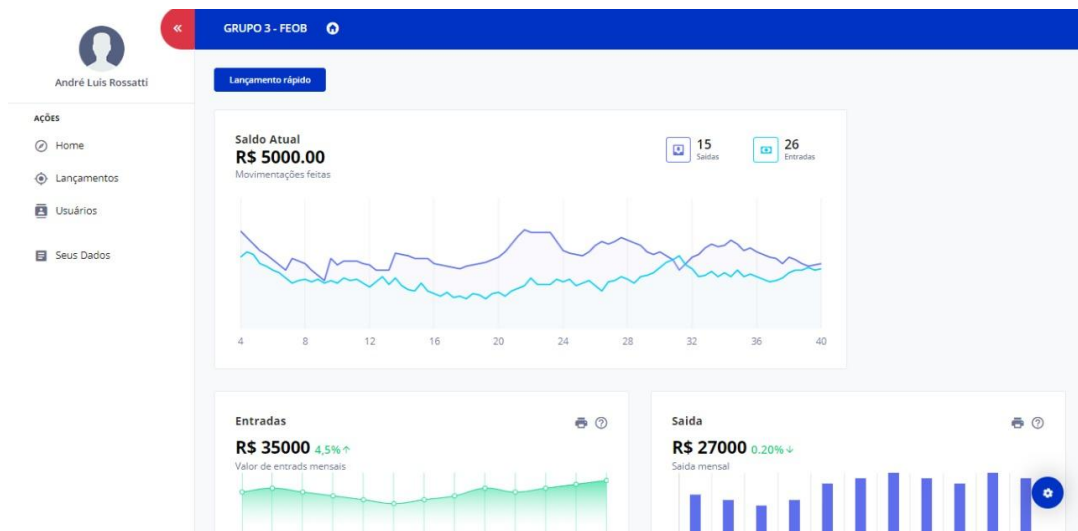 «
GRUPO 3 - FEOB
André Luis Rossatti
AÇÕES
Home
Lançamentos
Usuários
Seus Dados
Lançamento rápido
Saldo Atual
R$ 5000.00
Movimentações feitas
15
Saídas
26
Entradas
4 8 12 16 20 24 28 32 36 40
Entradas
R$ 35000 4,5%↑
Valor de entrads mensais
Saida
R$ 27000 0.20%↓
Saida mensal